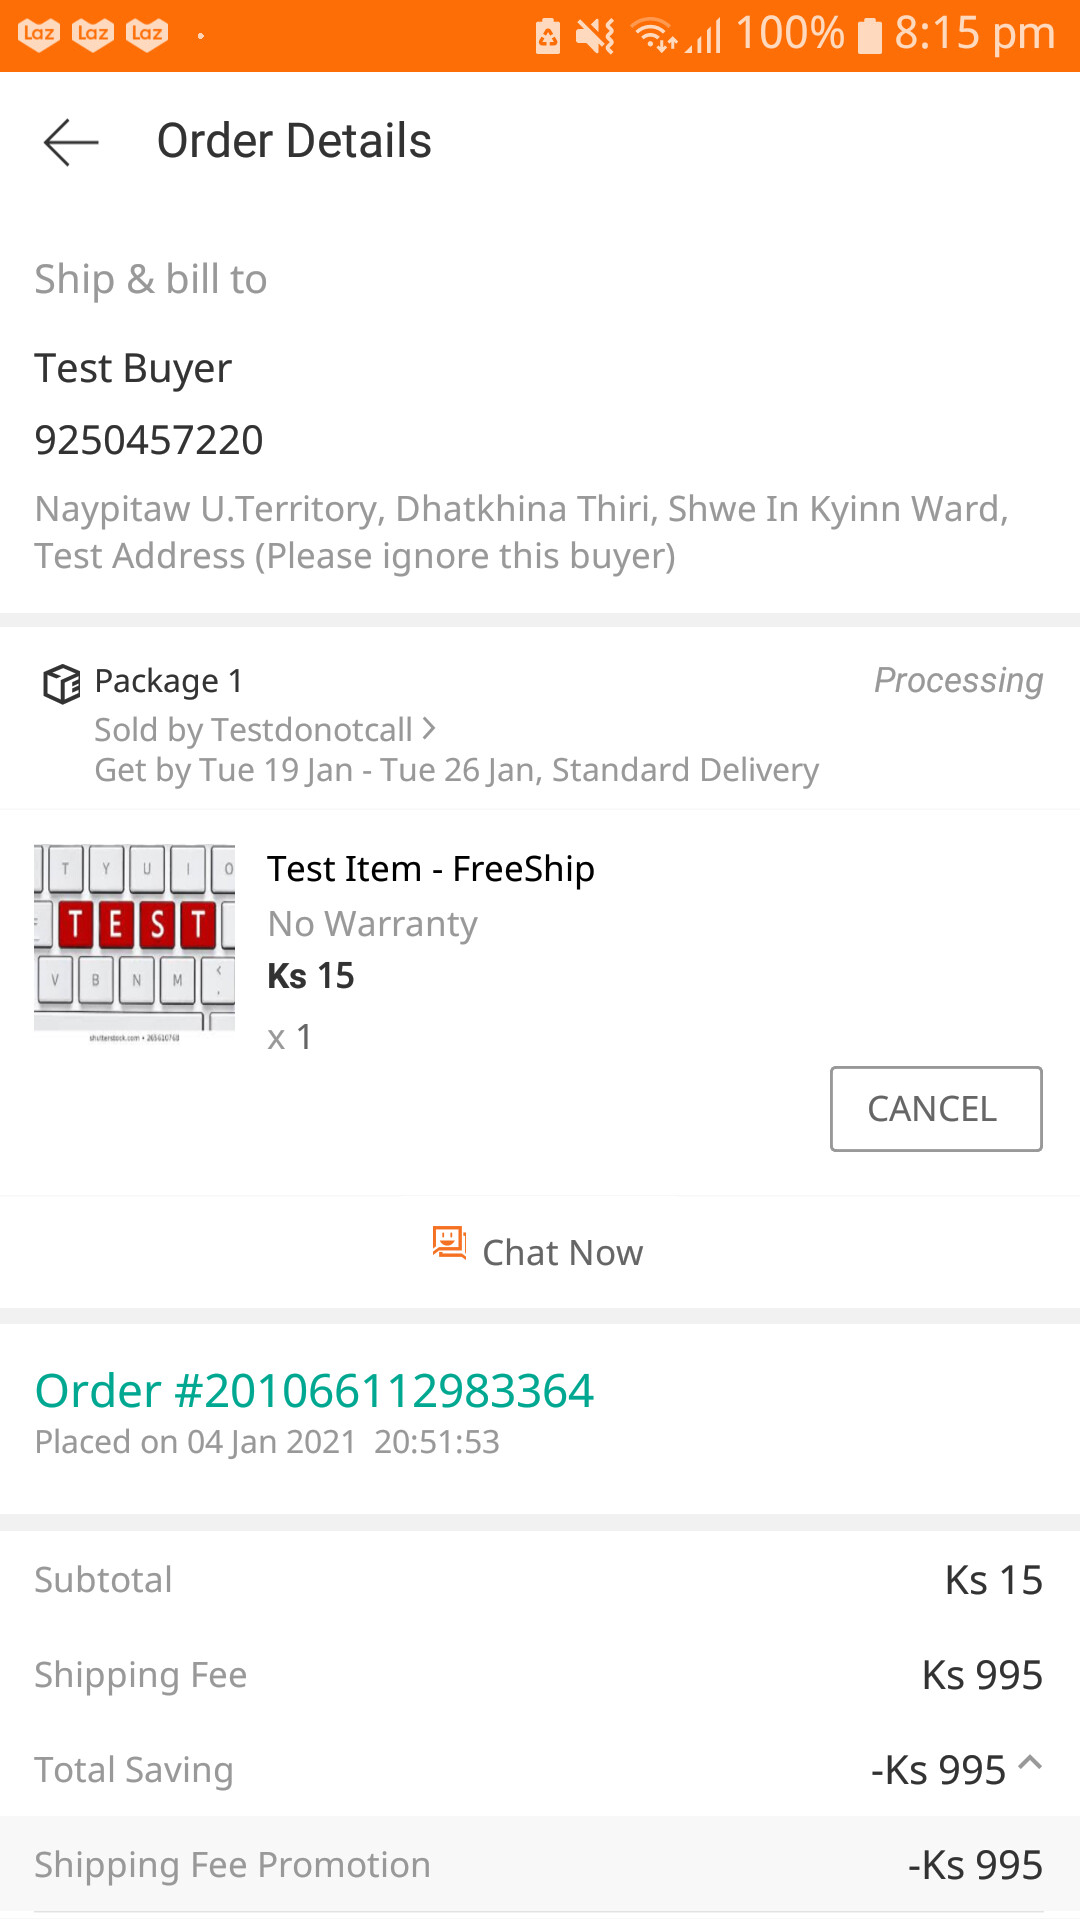 Laz Laz Laz 100% 8:15 pm
Order Details
Ship & bill to
Test Buyer
9250457220
Naypitaw U.Territory, Dhatkhina Thiri, Shwe In Kyinn Ward,
Test Address (Please ignore this buyer)
Package 1 Processing
Sold by Testdonotcall >
Get by Tue 19 Jan - Tue 26 Jan, Standard Delivery
T Y U I O
T E S T
V B N M <
shutterstock.com • 265610768
Test Item - FreeShip
No Warranty
Ks 15
x 1
CANCEL
Chat Now
Order #201066112983364
Placed on 04 Jan 2021 20:51:53
Subtotal Ks 15
Shipping Fee Ks 995
Total Saving -Ks 995
Shipping Fee Promotion -Ks 995